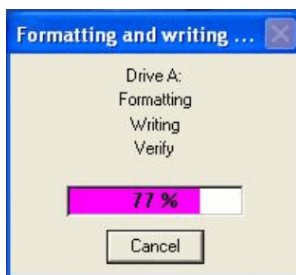 Formatting and writing ...
Drive A:
Formatting
Writing
Verify
77 %
Cancel